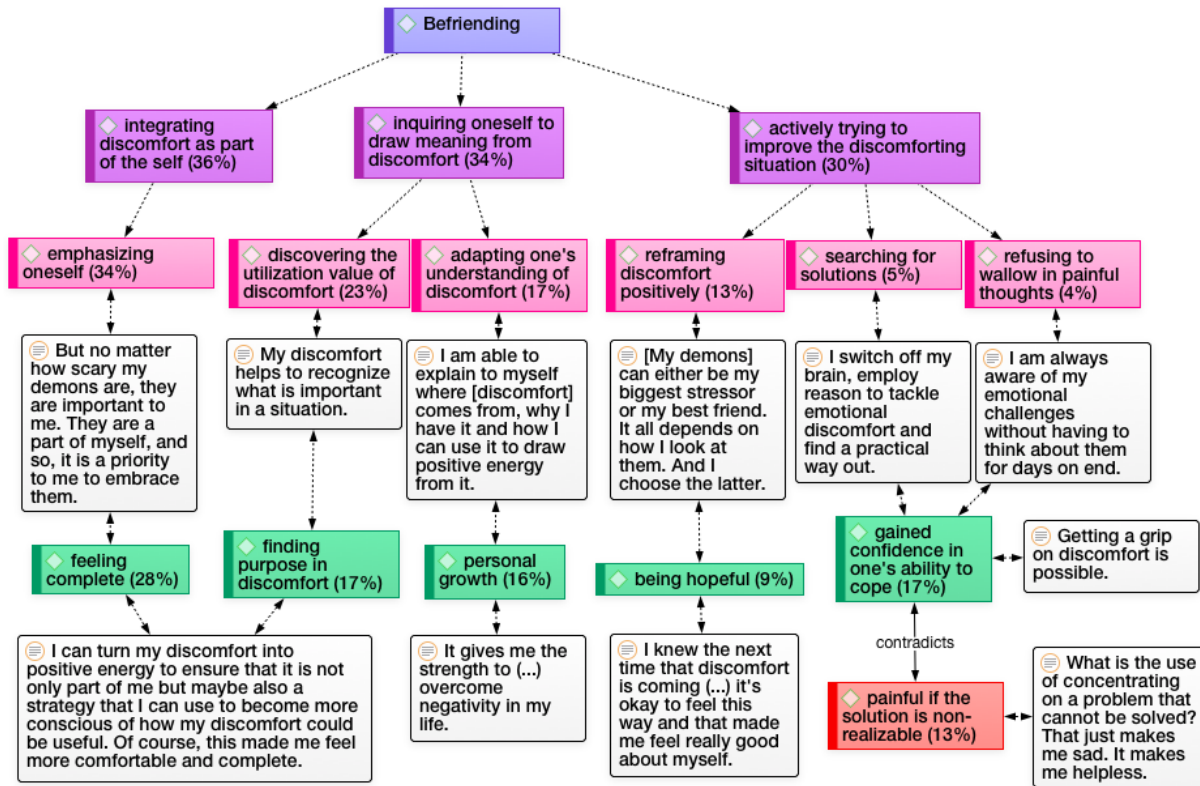 Befriending
integrating
discomfort as part
of the self (36%)
inquiring oneself to
draw meaning from
discomfort (34%)
actively trying to
improve the discomforting
situation (30%)
emphasizing
oneself (34%)
discovering the
utilization value of
discomfort (23%)
adapting one's
understanding of
discomfort (17%)
reframing
discomfort
positively (13%)
searching for
solutions (5%)
refusing to
wallow in painful
thoughts (4%)
But no matter
how scary my
demons are, they
are important to
me. They are a
part of myself, and
so, it is a priority
to me to embrace
them.
My discomfort
helps to recognize
what is important
in a situation.
I am able to
explain to myself
where [discomfort]
comes from, why I
have it and how I
can use it to draw
positive energy
from it.
[My demons]
can either be my
biggest stressor
or my best friend.
It all depends on
how I look at
them. And I
choose the latter.
I switch off my
brain, employ
reason to tackle
emotional
discomfort and
find a practical
way out.
I am always
aware of my
emotional
challenges
without having to
think about them
for days on end.
feeling
complete (28%)
finding
purpose in
discomfort (17%)
personal
growth (16%)
being hopeful (9%)
gained
confidence in
one's ability to
cope (17%)
Getting a grip
on discomfort is
possible.
I can turn my discomfort into
positive energy to ensure that it is not
only part of me but maybe also a
strategy that I can use to become more
conscious of how my discomfort could
be useful. Of course, this made me feel
more comfortable and complete.
It gives me the
strength to (...)
overcome
negativity in my
life.
I knew the next
time that discomfort
is coming (...) it's
okay to feel this
way and that made
me feel really good
about myself.
contradicts
painful if the
solution is non-
realizable (13%)
What is the use
of concentrating
on a problem that
cannot be solved?
That just makes
me sad. It makes
me helpless.